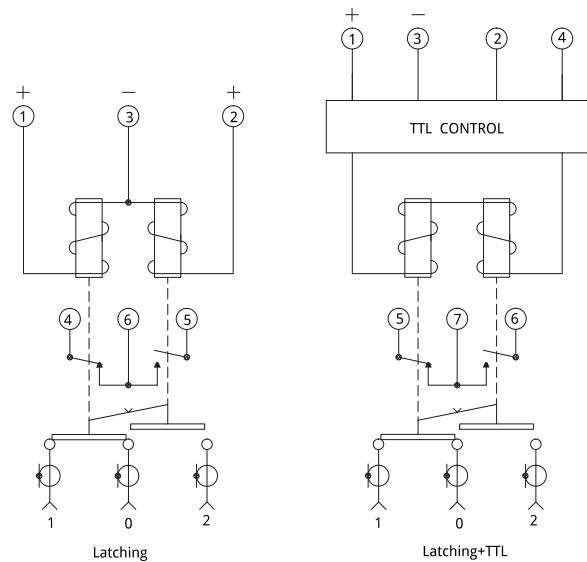 + −
1 3 2 4
TTL CONTROL
+ − +
1 3 2
4 6 5
5 7 6
1 0 2
1 0 2
Latching
Latching+TTL